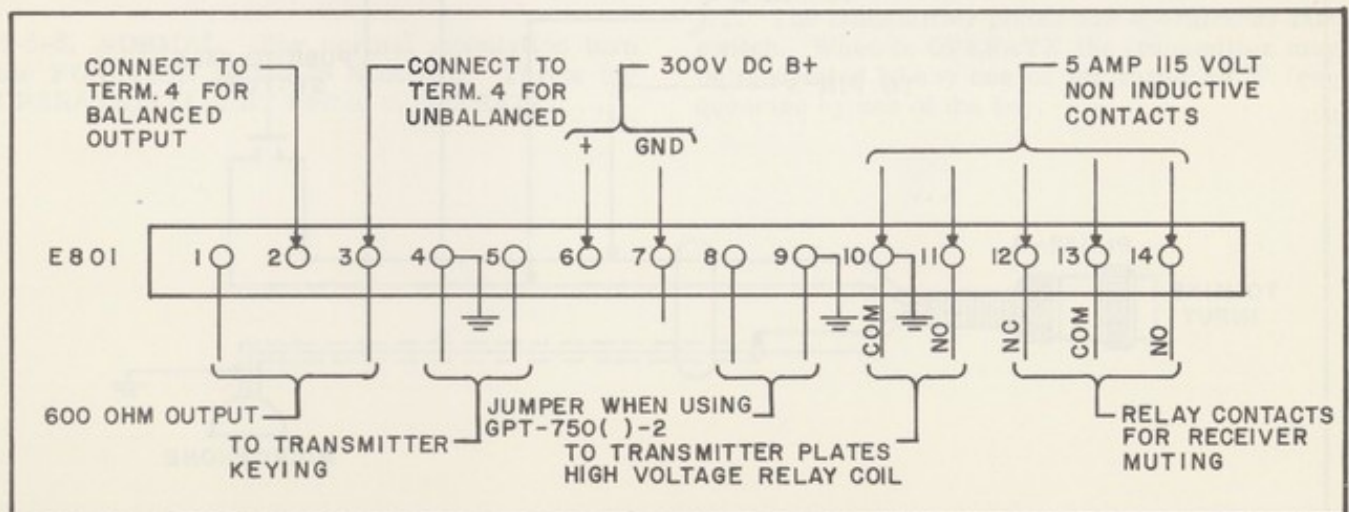 CONNECT TO
TERM. 4 FOR
BALANCED
OUTPUT
CONNECT TO
TERM. 4 FOR
UNBALANCED
300V DC B+
+ GND
5 AMP 115 VOLT
NON INDUCTIVE
CONTACTS
E801 1 2 3 4 5 6 7 8 9 10 11 12 13 14
COM NO NC COM NO
600 OHM OUTPUT
TO TRANSMITTER
KEYING
JUMPER WHEN USING
GPT-750( )-2
TO TRANSMITTER PLATES
HIGH VOLTAGE RELAY COIL
RELAY CONTACTS
FOR RECEIVER
MUTING